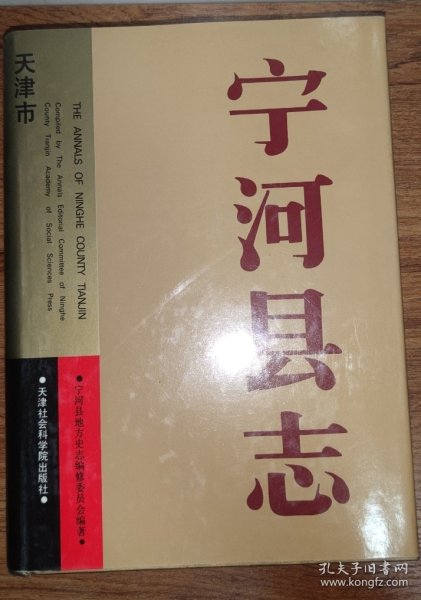 天津市
宁河县志
THE ANNALS OF NINGHE COUNTY TIANJIN
Compiled by The Annals Editorial Committee of Ninghe
County Tianjin Academy of Social Sciences Press
●宁河县地方史志编修委员会编著●
●天津社会科学院出版社●
孔夫子旧书网
www.kongfz.com